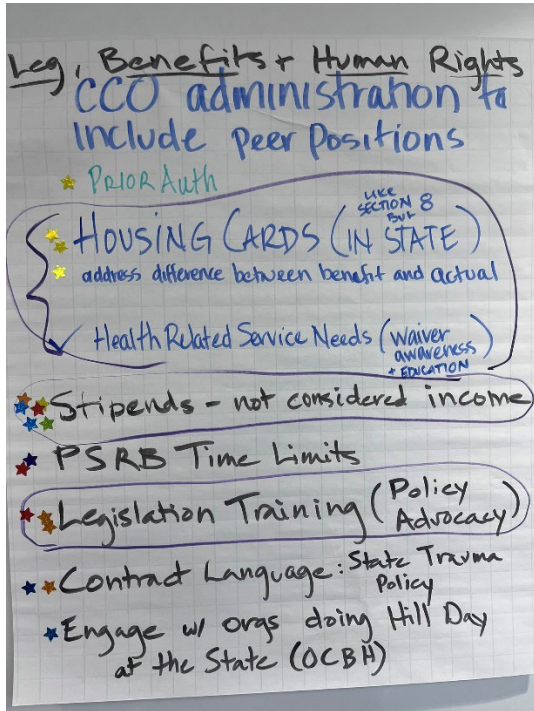 Leg, Benefits + Human Rights
CCO administration to
include peer positions
PRIOR Auth
HOUSING CARDS (LIKE SECTION 8 BUT IN STATE)
address difference between benefit and actual
Health Related Service Needs (waiver
awareness
+ EDUCATION)
Stipends - not considered income
PSRB Time Limits
Legislation Training (Policy
Advocacy)
Contract Language: State Trauma
Policy
Engage w/ orgs doing Hill Day
at the State (OCBH)